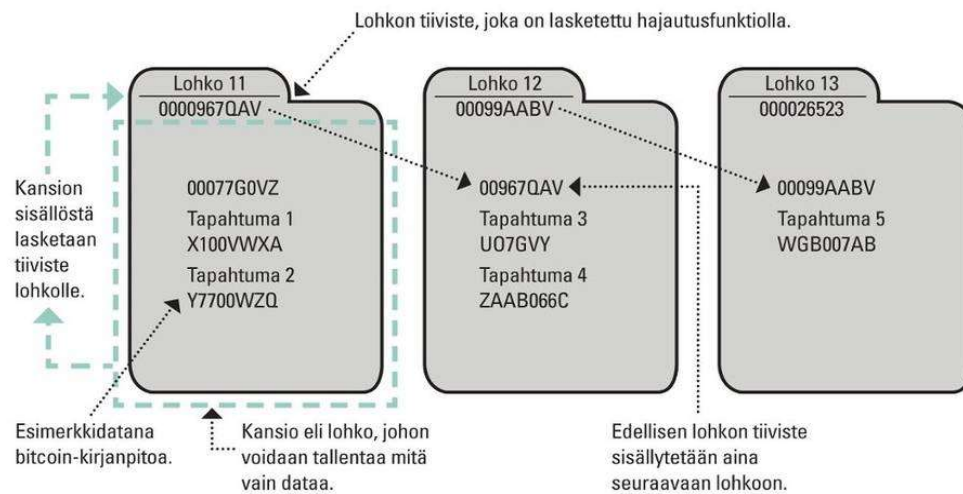 Lohkon tiiviste, joka on lasketettu hajautusfunktiolla.
Lohko 11
0000967QAV
Kansion
sisällöstä
lasketaan
tiiviste
lohkolle.
00077G0VZ
Tapahtuma 1
X100VWXA
Tapahtuma 2
Y7700WZQ
Lohko 12
00099AABV
00967QAV
Tapahtuma 3
UO7GVY
Tapahtuma 4
ZAAB066C
Lohko 13
000026523
00099AABV
Tapahtuma 5
WGB007AB
Esimerkkidatana
bitcoin-kirjanpitoa.
Kansio eli lohko, johon
voidaan tallentaa mitä
vain dataa.
Edellisen lohkon tiiviste
sisällytetään aina
seuraavaan lohkoon.